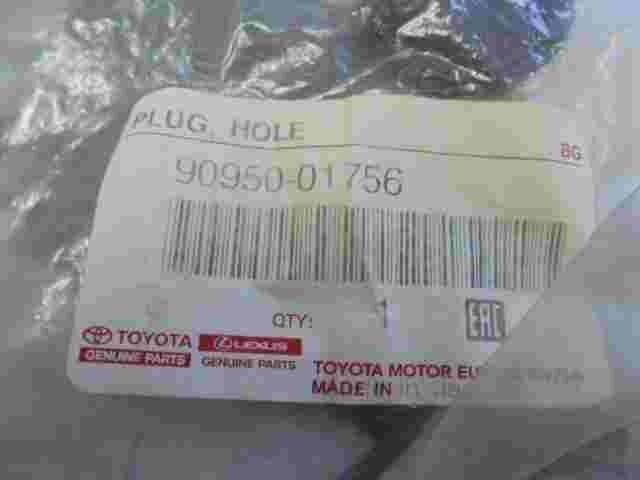 PLUG, HOLE
BG
90950-01756
QTY: 1
EAC
TOYOTA LEXUS
GENUINE PARTS GENUINE PARTS
TOYOTA MOTOR
MADE IN